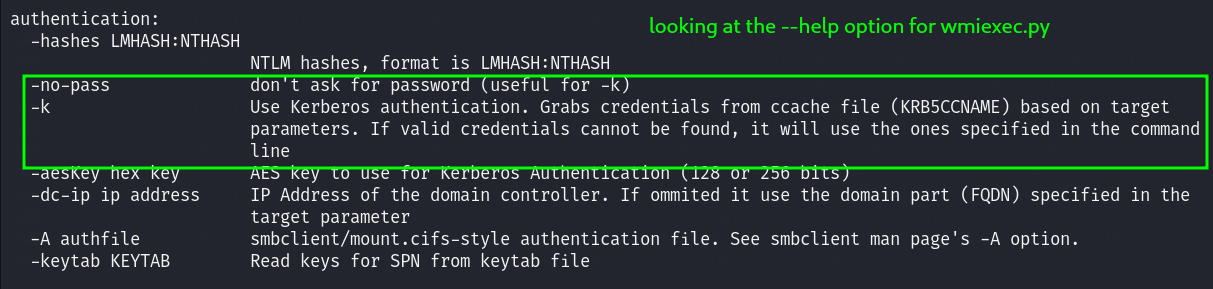 authentication:
looking at the --help option for wmiexec.py
-hashes LMHASH:NTHASH
NTLM hashes, format is LMHASH:NTHASH
-no-pass don't ask for password (useful for -k)
-k Use Kerberos authentication. Grabs credentials from ccache file (KRB5CCNAME) based on target
parameters. If valid credentials cannot be found, it will use the ones specified in the command
line
-aesKey hex key AES key to use for Kerberos Authentication (128 or 256 bits)
-dc-ip ip address IP Address of the domain controller. If ommited it use the domain part (FQDN) specified in the
target parameter
-A authfile smbclient/mount.cifs-style authentication file. See smbclient man page's -A option.
-keytab KEYTAB Read keys for SPN from keytab file